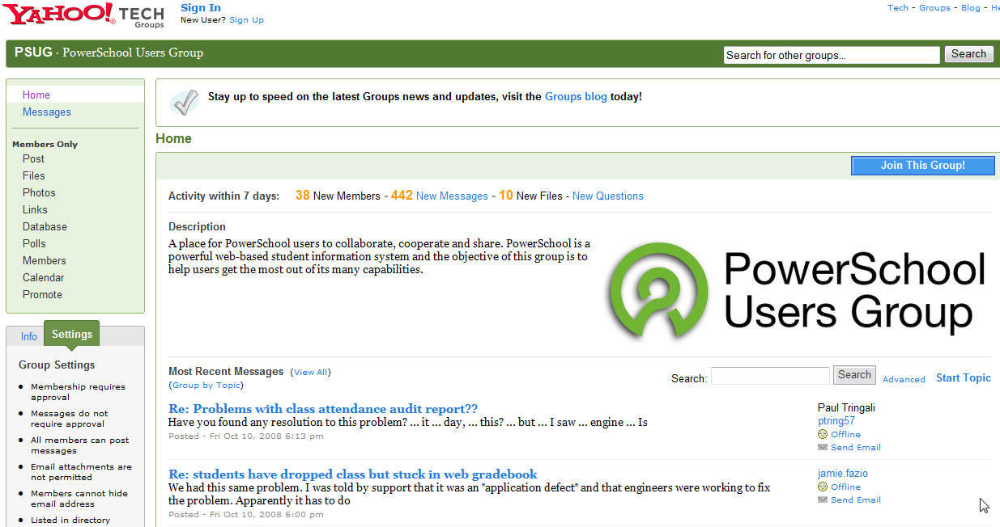 YAHOO!® TECH
Groups
Sign In
New User? Sign Up
Tech - Groups - Blog - He
PSUG · PowerSchool Users Group
Search for other groups...
Search
Home
Messages
Members Only
Post
Files
Photos
Links
Database
Polls
Members
Calendar
Promote
Info
Settings
Group Settings
Membership requires
approval
Messages do not
require approval
All members can post
messages
Email attachments are
not permitted
Members cannot hide
email address
Listed in directory
Stay up to speed on the latest Groups news and updates, visit the Groups blog today!
Home
Join This Group!
Activity within 7 days: 38 New Members - 442 New Messages - 10 New Files - New Questions
Description
A place for PowerSchool users to collaborate, cooperate and share. PowerSchool is a
powerful web-based student information system and the objective of this group is to
help users get the most out of its many capabilities.
PowerSchool
Users Group
Most Recent Messages (View All)
(Group by Topic)
Search:
Search
Advanced
Start Topic
Re: Problems with class attendance audit report??
Have you found any resolution to this problem? ... it ... day, ... this? ... but ... I saw ... engine ... Is
Posted - Fri Oct 10, 2008 6:13 pm
Paul Tringali
ptring57
Offline
Send Email
Re: students have dropped class but stuck in web gradebook
We had this same problem. I was told by support that it was an "application defect" and that engineers were working to fix
the problem. Apparently it has to do
Posted - Fri Oct 10, 2008 6:00 pm
jamie.fazio
Offline
Send Email